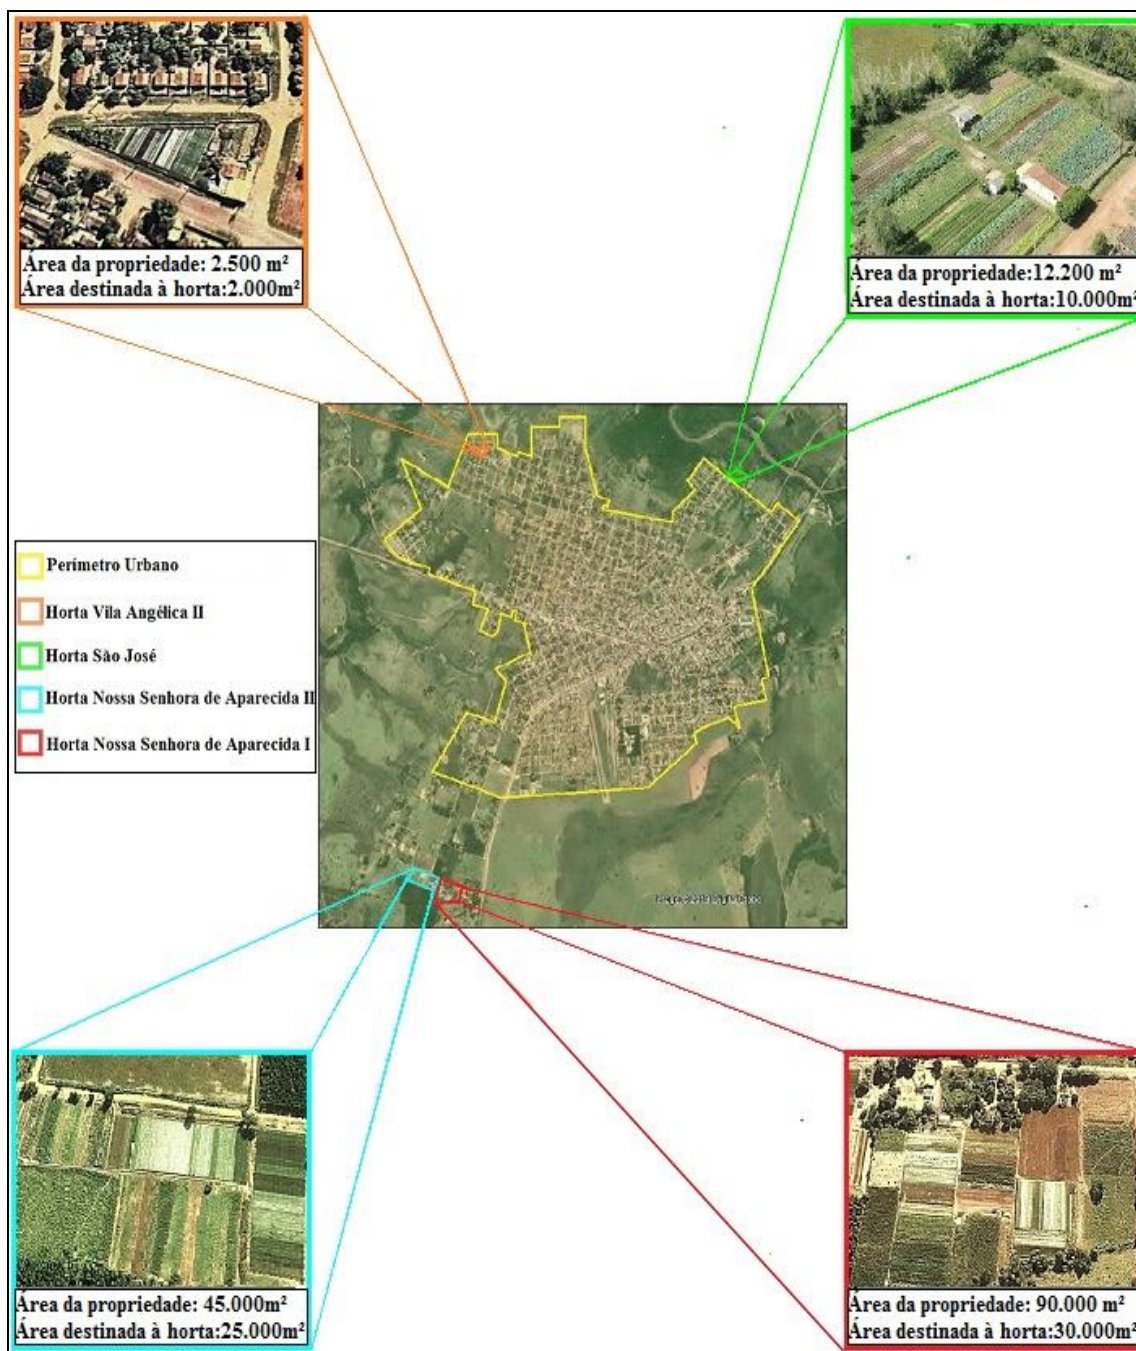 Área da propriedade: 2.500 m²
Área destinada à horta:2.000m²
Área da propriedade:12.200 m²
Área destinada à horta:10.000m²
Perímetro Urbano
Horta Vila Angélica II
Horta São José
Horta Nossa Senhora de Aparecida II
Horta Nossa Senhora de Aparecida I
Área da propriedade: 45.000m²
Área destinada à horta:25.000m²
Área da propriedade: 90.000 m²
Área destinada à horta:30.000m²